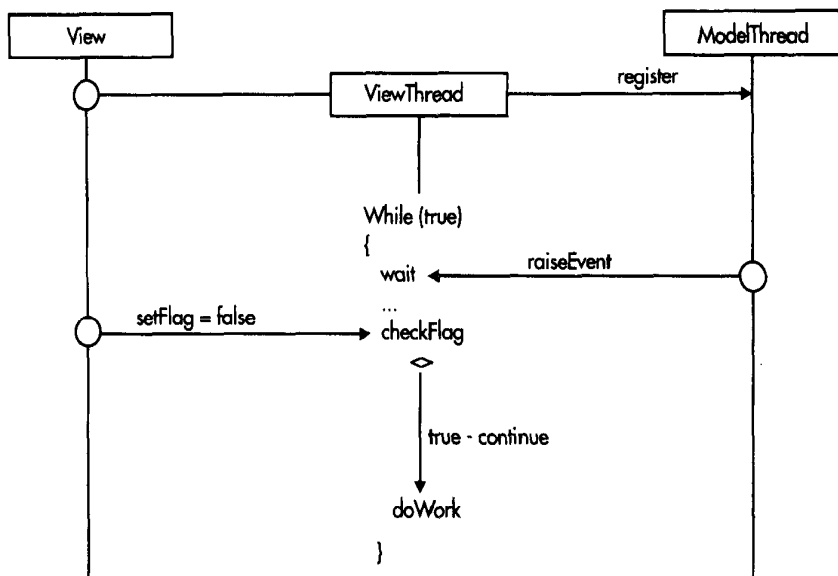 View
ModelThread
ViewThread
register
While (true)
{
wait
raiseEvent
...
setFlag = false
checkFlag
true - continue
doWork
}